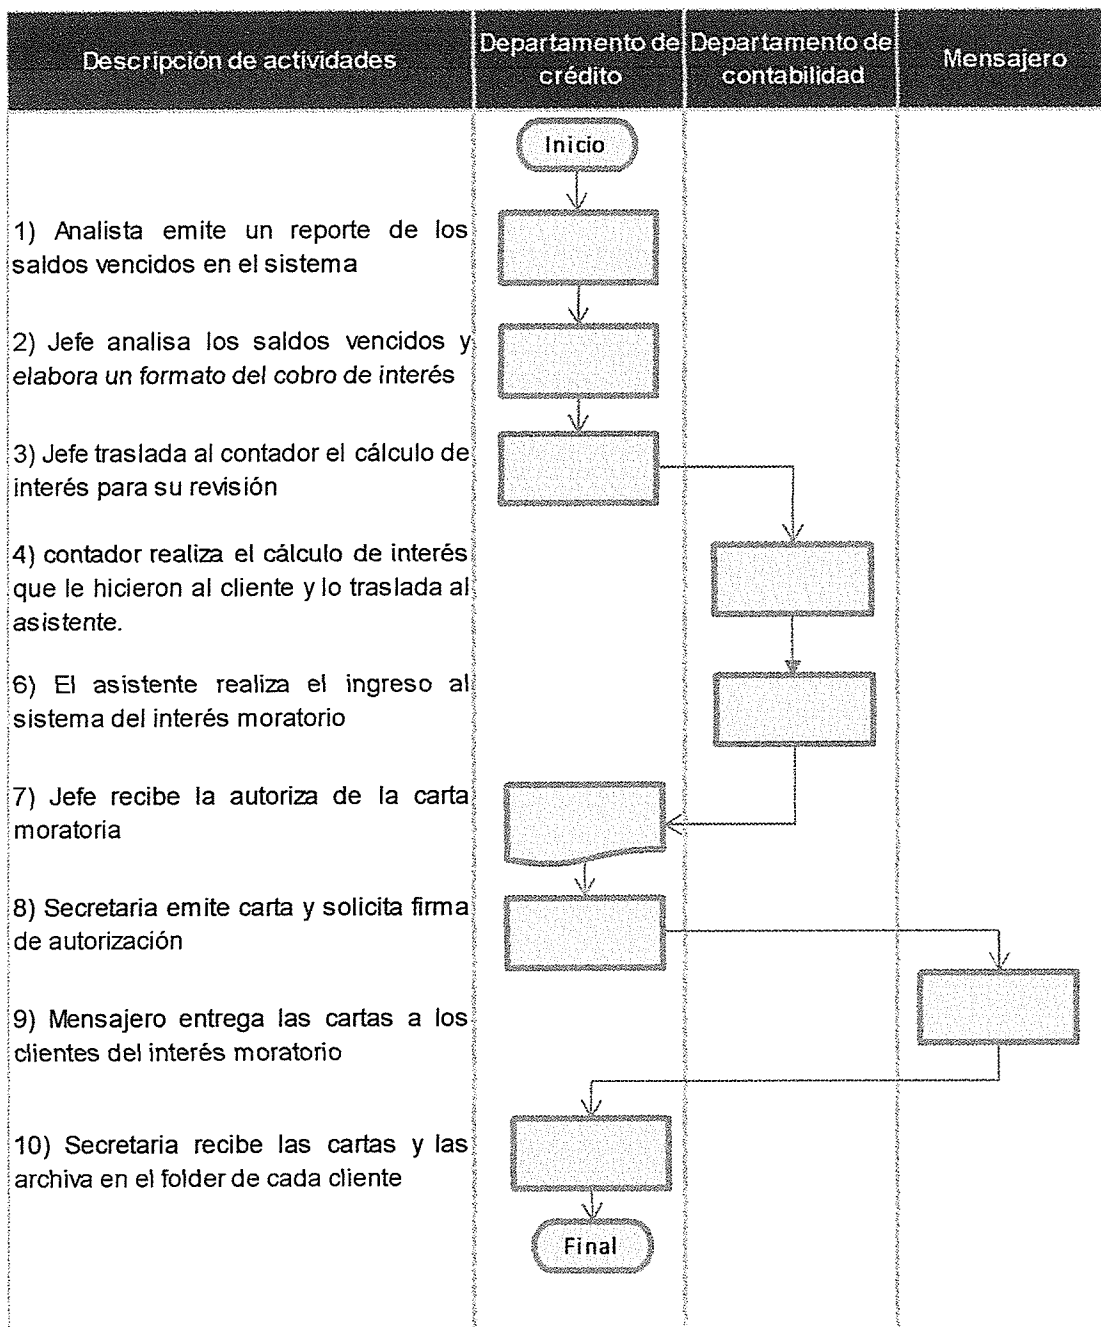 Descripción de actividades
Departamento de
crédito
Departamento de
contabilidad
Mensajero
Inicio
1) Analista emite un reporte de los
saldos vencidos en el sistema
2) Jefe analisa los saldos vencidos y
elabora un formato del cobro de interés
3) Jefe traslada al contador el cálculo de
interés para su revisión
4) contador realiza el cálculo de interés
que le hicieron al cliente y lo traslada al
asistente.
6) El asistente realiza el ingreso al
sistema del interés moratorio
7) Jefe recibe la autoriza de la carta
moratoria
8) Secretaria emite carta y solicita firma
de autorización
9) Mensajero entrega las cartas a los
clientes del interés moratorio
10) Secretaria recibe las cartas y las
archiva en el folder de cada cliente
Final